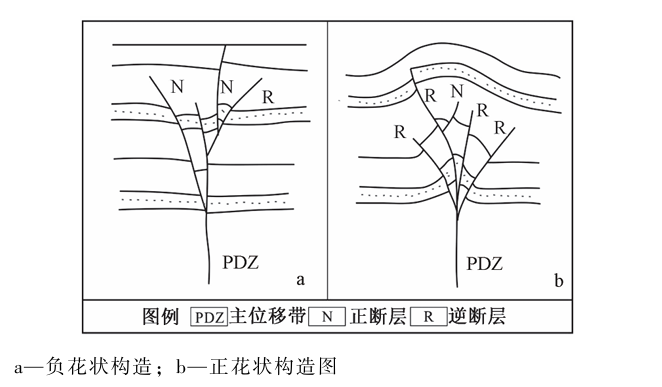 N N R
PDZ
a
R N R
R R
PDZ
b
图例 PDZ 主位移带 N 正断层 R 逆断层
a—负花状构造；b—正花状构造图